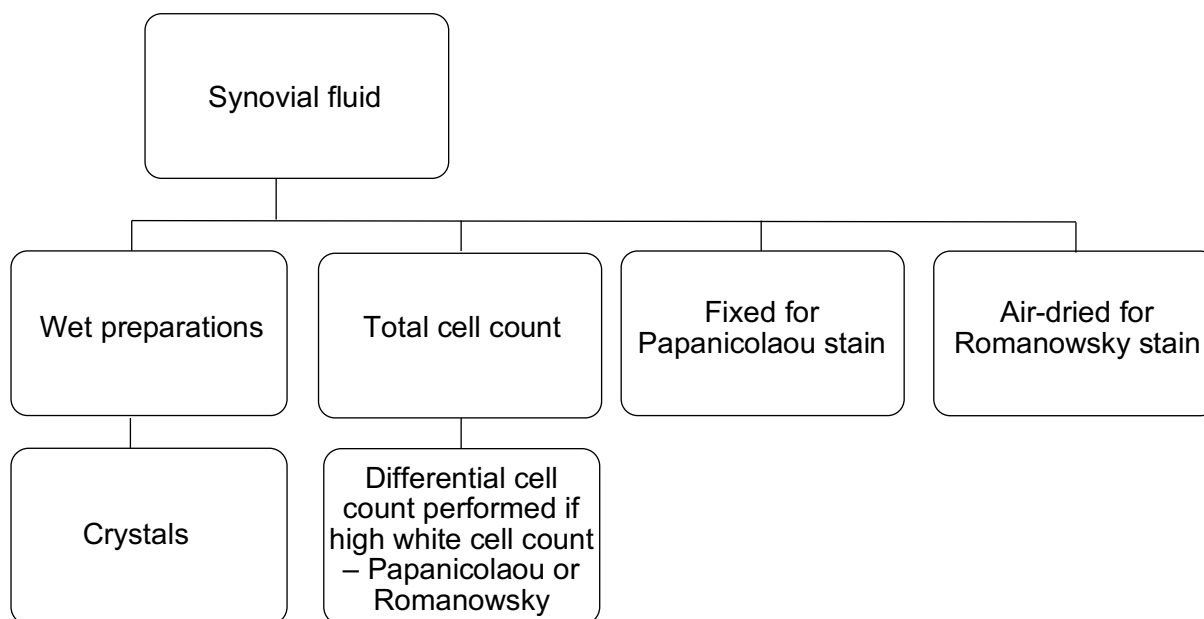 Synovial fluid
Wet preparations
Total cell count
Fixed for
Papanicolaou stain
Air-dried for
Romanowsky stain
Crystals
Differential cell
count performed if
high white cell count
– Papanicolaou or
Romanowsky